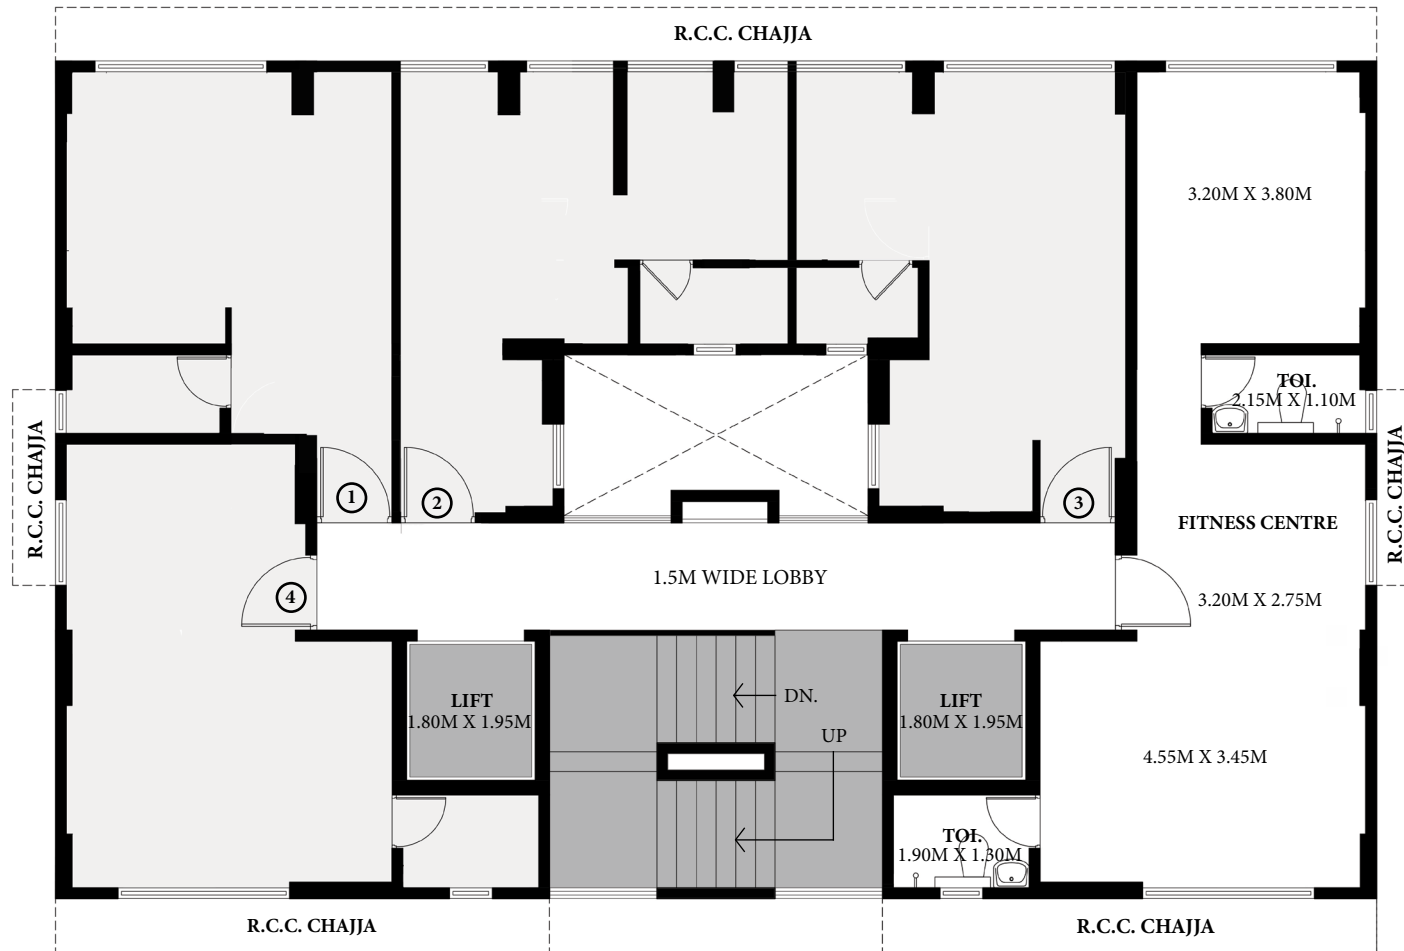 R.C.C. CHAJJA
3.20M X 3.80M
TOI.
2.15M X 1.10M
R.C.C. CHAJJA
R.C.C. CHAJJA
1
2
3
FITNESS CENTRE
1.5M WIDE LOBBY
4
3.20M X 2.75M
LIFT
1.80M X 1.95M
DN.
UP
LIFT
1.80M X 1.95M
4.55M X 3.45M
TOI.
1.90M X 1.30M
R.C.C. CHAJJA
R.C.C. CHAJJA